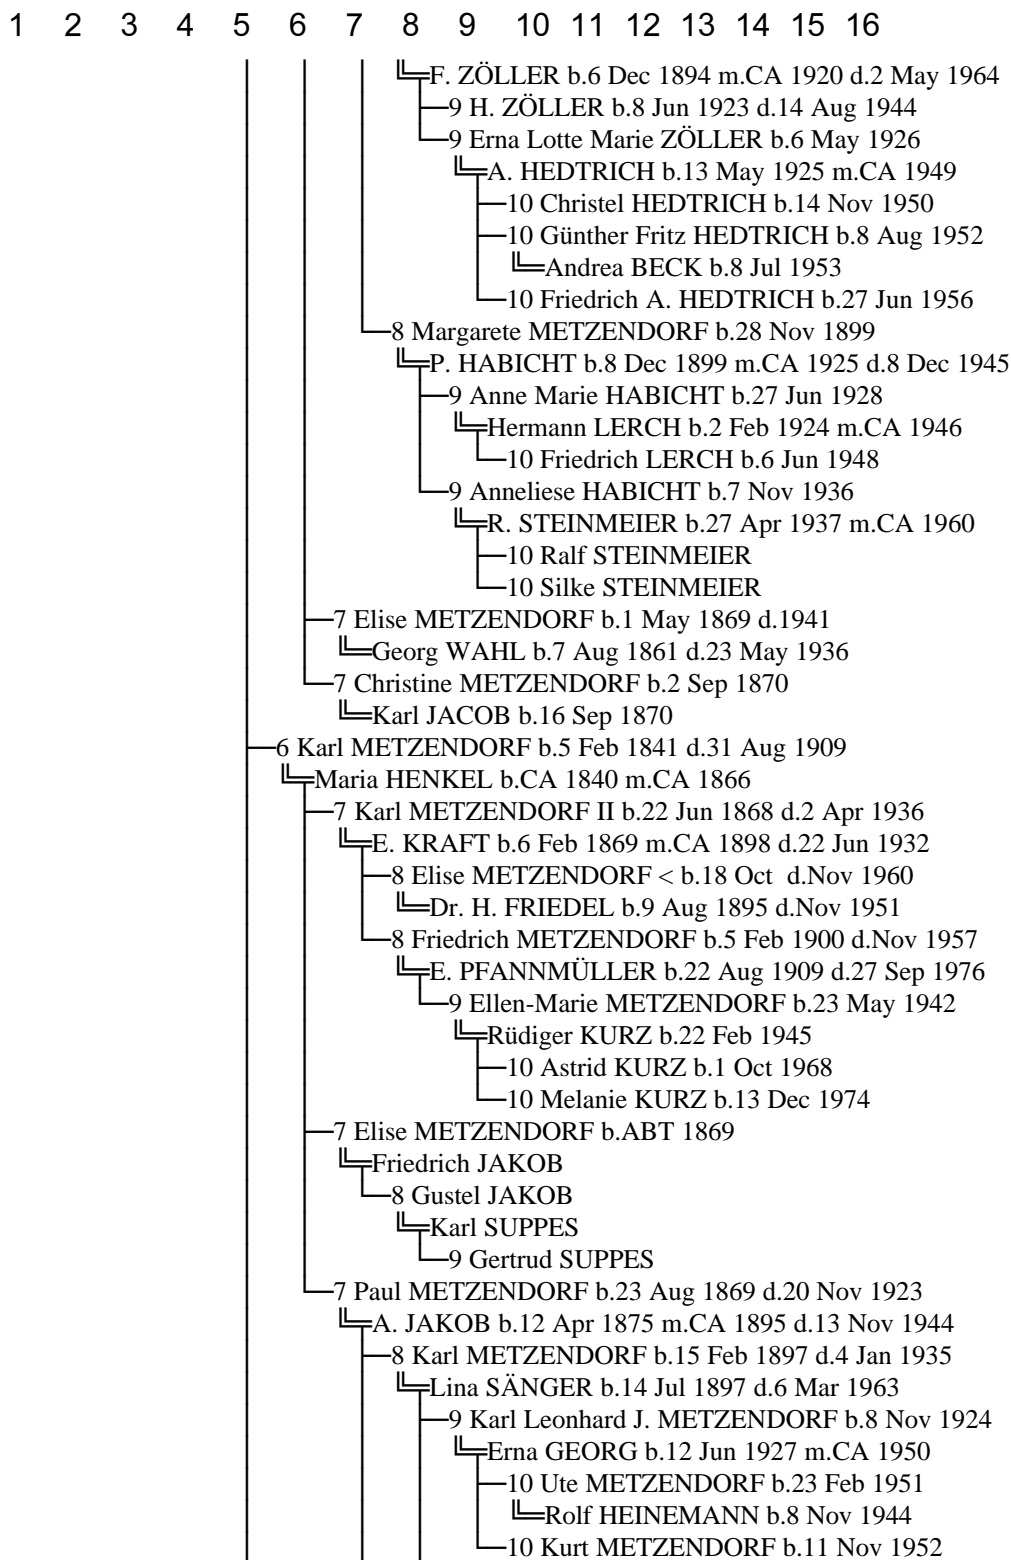 1 2 3 4 5 6 7 8 9 10 11 12 13 14 15 16
F. ZÖLLER b.6 Dec 1894 m.CA 1920 d.2 May 1964
9 H. ZÖLLER b.8 Jun 1923 d.14 Aug 1944
9 Erna Lotte Marie ZÖLLER b.6 May 1926
A. HEDTRICH b.13 May 1925 m.CA 1949
10 Christel HEDTRICH b.14 Nov 1950
10 Günther Fritz HEDTRICH b.8 Aug 1952
Andrea BECK b.8 Jul 1953
10 Friedrich A. HEDTRICH b.27 Jun 1956
8 Margarete METZENDORF b.28 Nov 1899
P. HABICHT b.8 Dec 1899 m.CA 1925 d.8 Dec 1945
9 Anne Marie HABICHT b.27 Jun 1928
Hermann LERCH b.2 Feb 1924 m.CA 1946
10 Friedrich LERCH b.6 Jun 1948
9 Anneliese HABICHT b.7 Nov 1936
R. STEINMEIER b.27 Apr 1937 m.CA 1960
10 Ralf STEINMEIER
10 Silke STEINMEIER
7 Elise METZENDORF b.1 May 1869 d.1941
Georg WAHL b.7 Aug 1861 d.23 May 1936
7 Christine METZENDORF b.2 Sep 1870
Karl JACOB b.16 Sep 1870
6 Karl METZENDORF b.5 Feb 1841 d.31 Aug 1909
Maria HENKEL b.CA 1840 m.CA 1866
7 Karl METZENDORF II b.22 Jun 1868 d.2 Apr 1936
E. KRAFT b.6 Feb 1869 m.CA 1898 d.22 Jun 1932
8 Elise METZENDORF < b.18 Oct  d.Nov 1960
Dr. H. FRIEDEL b.9 Aug 1895 d.Nov 1951
8 Friedrich METZENDORF b.5 Feb 1900 d.Nov 1957
E. PFANNMÜLLER b.22 Aug 1909 d.27 Sep 1976
9 Ellen-Marie METZENDORF b.23 May 1942
Rüdiger KURZ b.22 Feb 1945
10 Astrid KURZ b.1 Oct 1968
10 Melanie KURZ b.13 Dec 1974
7 Elise METZENDORF b.ABT 1869
Friedrich JAKOB
8 Gustel JAKOB
Karl SUPPES
9 Gertrud SUPPES
7 Paul METZENDORF b.23 Aug 1869 d.20 Nov 1923
A. JAKOB b.12 Apr 1875 m.CA 1895 d.13 Nov 1944
8 Karl METZENDORF b.15 Feb 1897 d.4 Jan 1935
Lina SÄNGER b.14 Jul 1897 d.6 Mar 1963
9 Karl Leonhard J. METZENDORF b.8 Nov 1924
Erna GEORG b.12 Jun 1927 m.CA 1950
10 Ute METZENDORF b.23 Feb 1951
Rolf HEINEMANN b.8 Nov 1944
10 Kurt METZENDORF b.11 Nov 1952